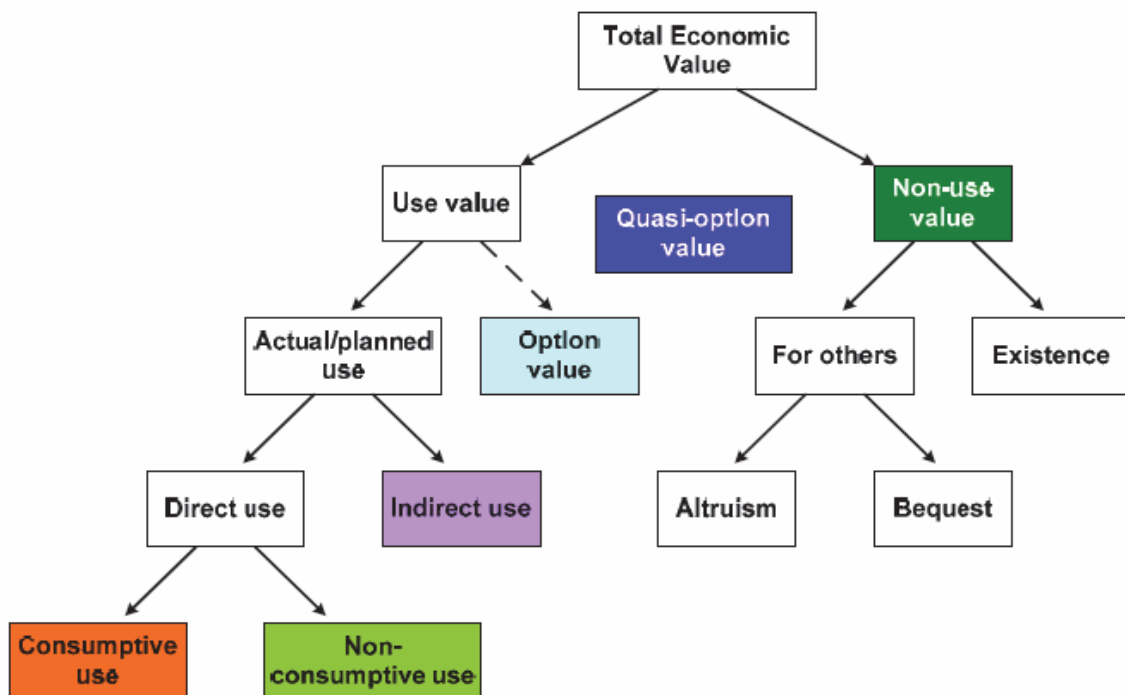 Total Economic
Value
Use value
Quasi-option
value
Non-use
value
Actual/planned
use
Option
value
For others
Existence
Direct use
Indirect use
Altruism
Bequest
Consumptive
use
Non-
consumptive use